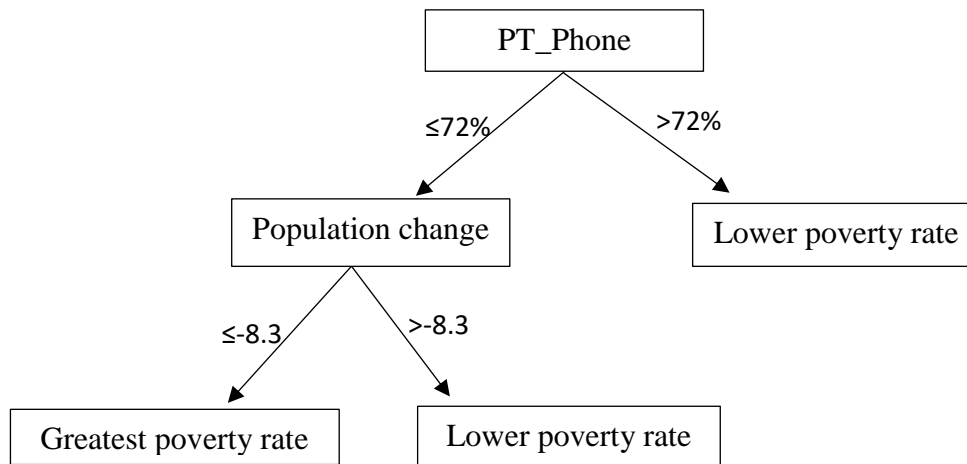 PT_Phone
≤72%
>72%
Population change
Lower poverty rate
≤-8.3
>-8.3
Greatest poverty rate
Lower poverty rate